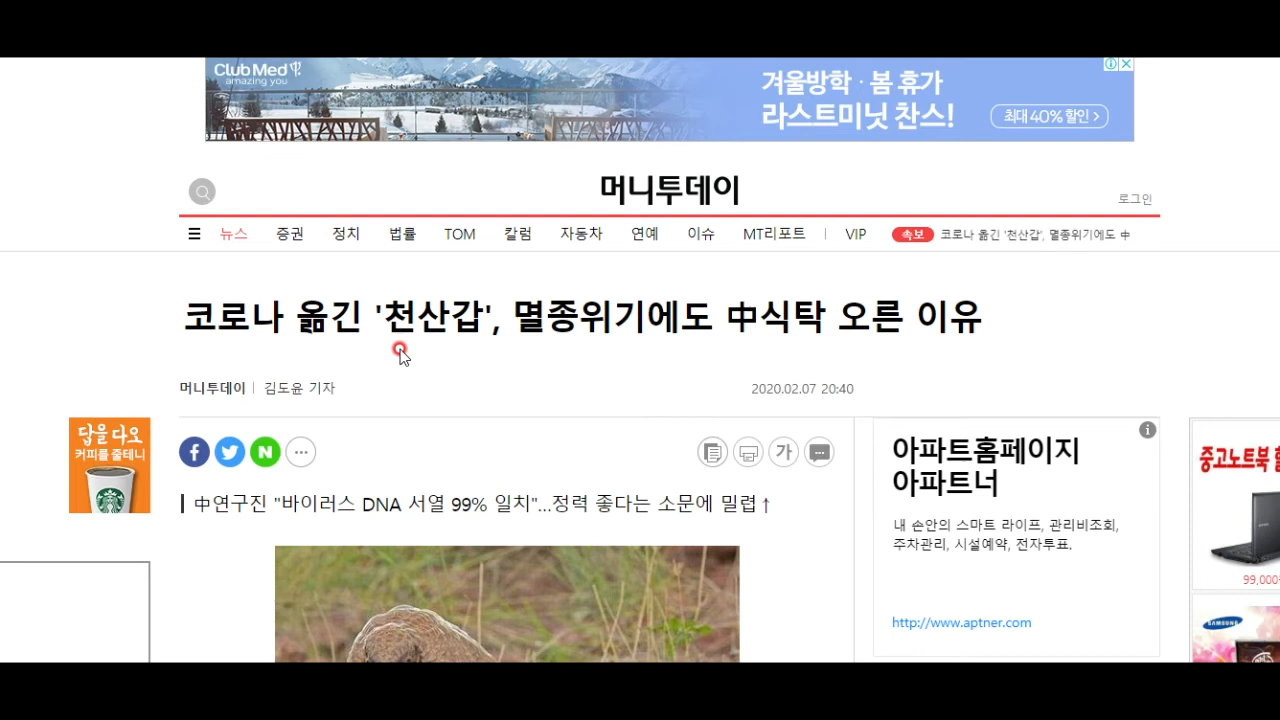 Club Med
amazing you
겨울방학 · 봄 휴가
라스트미닛 찬스!
최대 40% 할인 >
머니투데이
로그인
뉴스 증권 정치 법률 TOM 칼럼 자동차 연예 이슈 MT리포트 | VIP 속보 코로나 옮긴 '천산갑', 멸종위기에도 中
코로나 옮긴 '천산갑', 멸종위기에도 中식탁 오른 이유
머니투데이 | 김도윤 기자 2020.02.07 20:40
답을 다오
커피를 줄테니
f N ... 가 ...
中연구진 "바이러스 DNA 서열 99% 일치"...정력 좋다는 소문에 밀렵↑
아파트홈페이지
아파트너
내 손안의 스마트 라이프, 관리비조회,
주차관리, 시설예약, 전자투표.
http://www.aptner.com
중고노트북
99,000
SAMSUNG